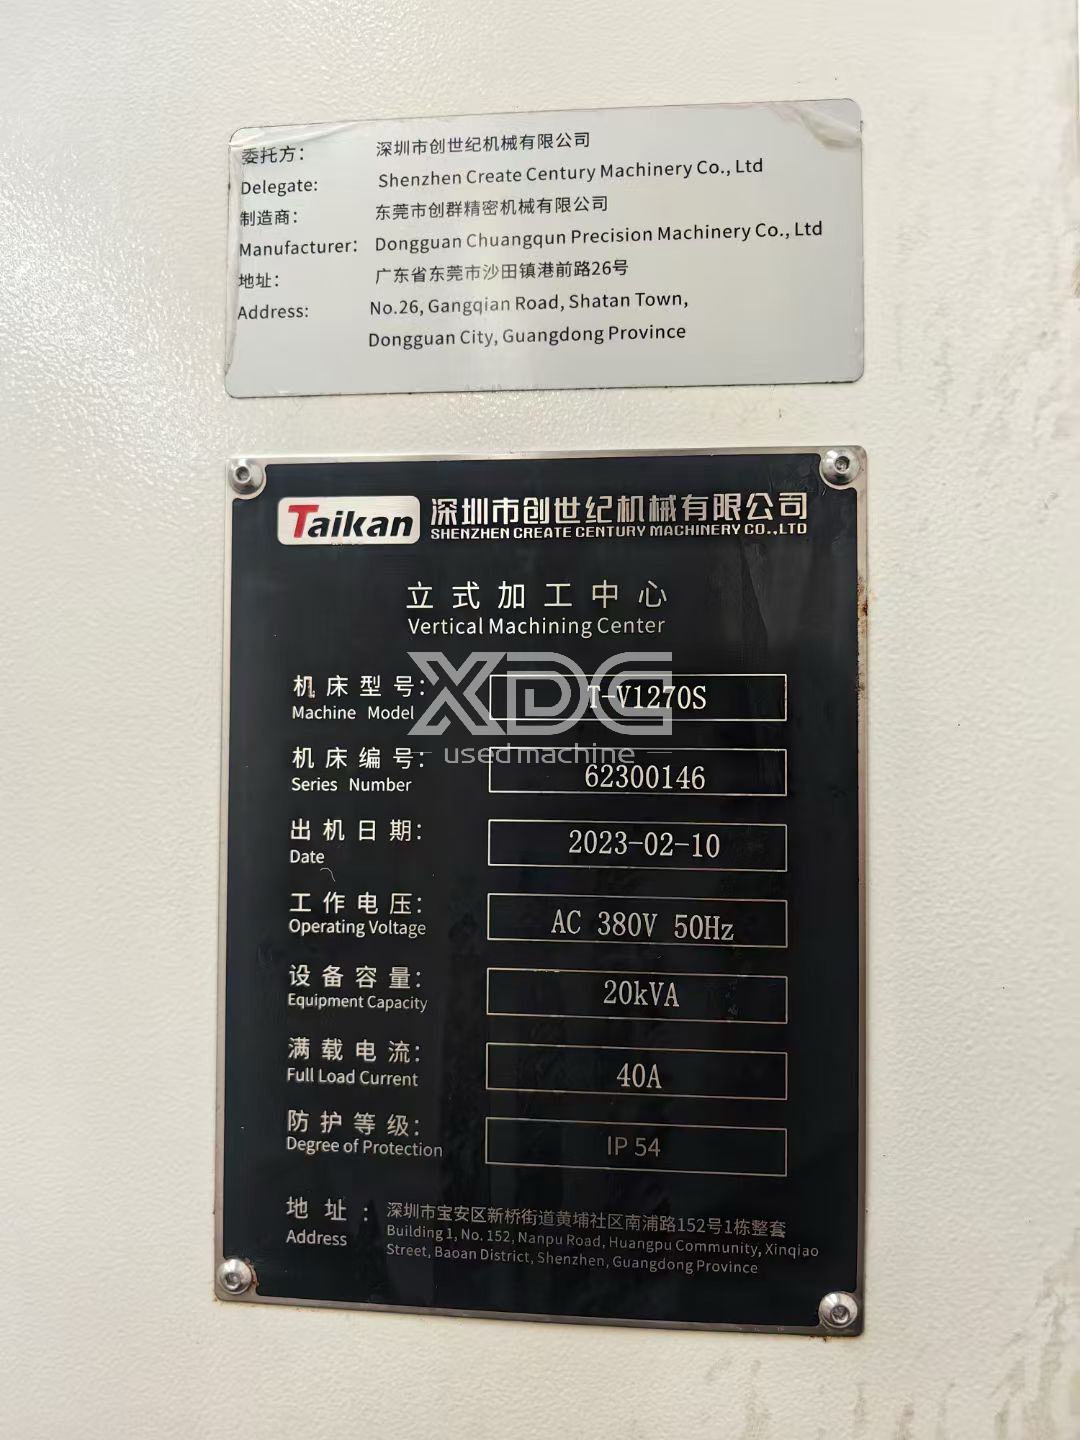 委托方： 深圳市创世纪机械有限公司
Delegate: Shenzhen Create Century Machinery Co., Ltd
制造商： 东莞市创群精密机械有限公司
Manufacturer: Dongguan Chuangqun Precision Machinery Co., Ltd
地址： 广东省东莞市沙田镇港前路26号
Address: No.26, Gangqian Road, Shatan Town,
Dongguan City, Guangdong Province
Taikan 深圳市创世纪机械有限公司
SHENZHEN CREATE CENTURY MACHINERY CO.,LTD
立式加工中心
Vertical Machining Center
机床型号： T-V1270S
Machine Model
XDG
used machine
机床编号： 62300146
Series Number
出机日期： 2023-02-10
Date
工作电压： AC 380V 50Hz
Operating Voltage
设备容量： 20kVA
Equipment Capacity
满载电流： 40A
Full Load Current
防护等级： IP 54
Degree of Protection
地址： 深圳市宝安区新桥街道黄埔社区南浦路152号1栋整套
Address Building 1, No. 152, Nanpu Road, Huangpu Community, Xinqiao
Street, Baoan District, Shenzhen, Guangdong Province